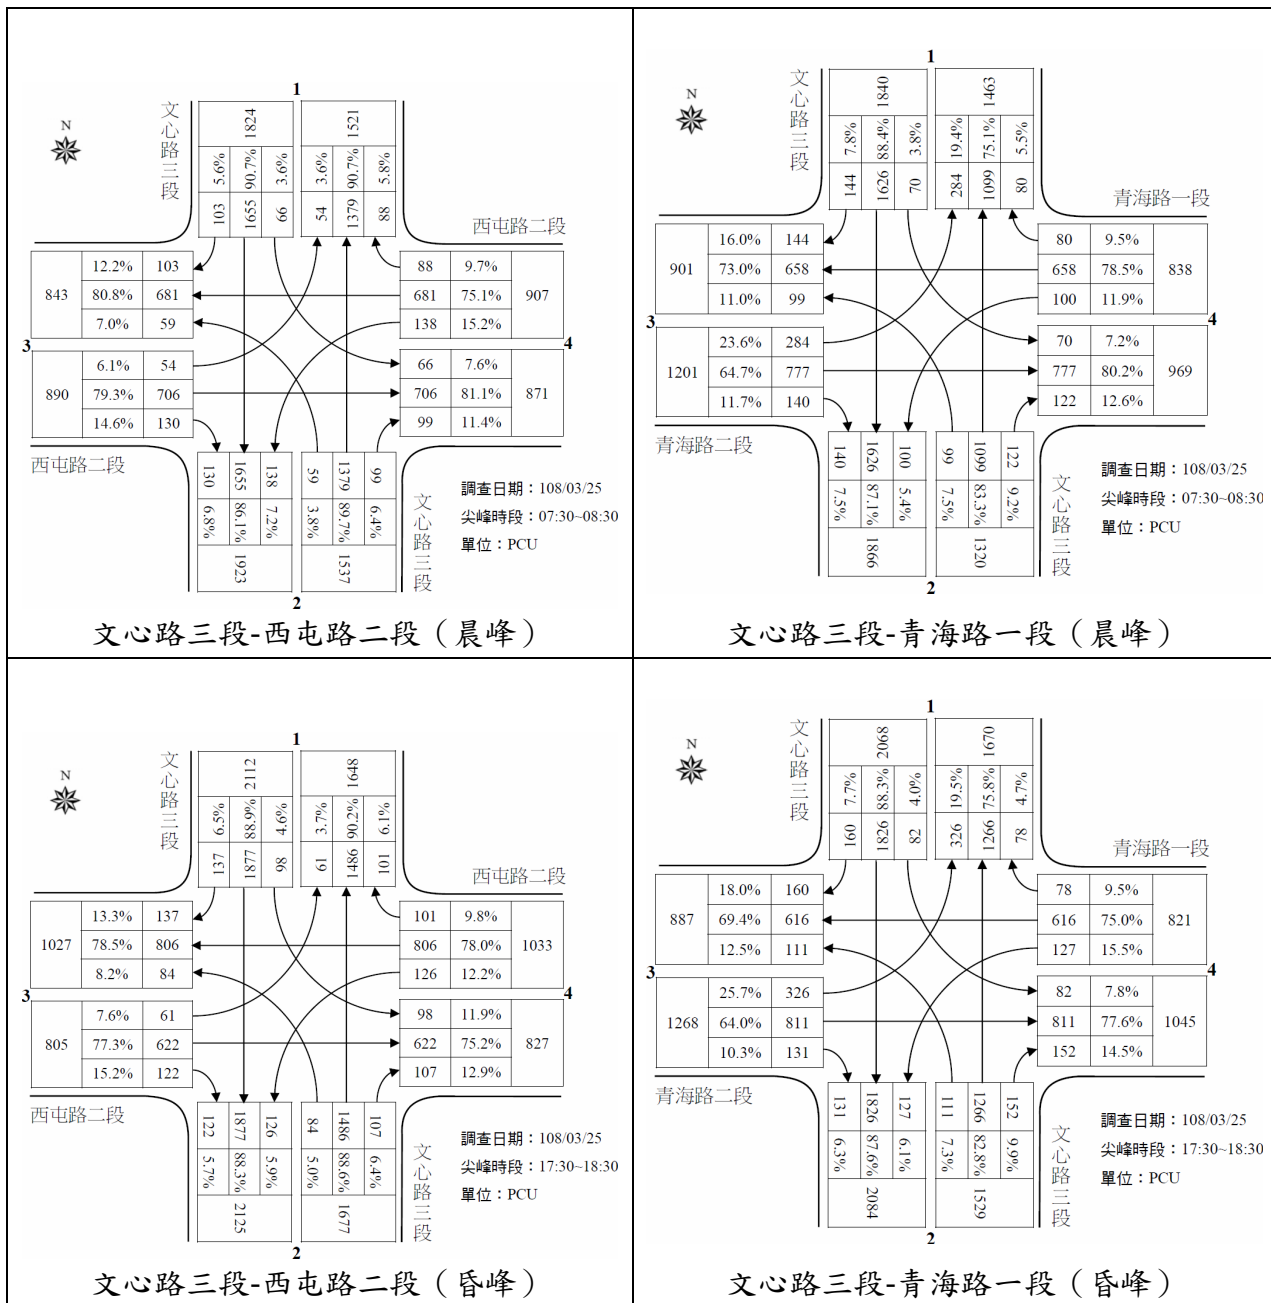 1
文心路三段
N
1824
1521
5.6% 90.7% 3.6%
3.6% 90.7% 5.8%
103 1655 66
54 1379 88
西屯路二段
843
12.2% 103
80.8% 681
7.0% 59
88 9.7%
681 75.1%
138 15.2%
907
3
4
890
6.1% 54
79.3% 706
14.6% 130
66 7.6%
706 81.1%
99 11.4%
871
西屯路二段
130 1655 138
59 1379 99
6.8% 86.1% 7.2%
3.8% 89.7% 6.4%
1923
1537
文心路三段
調查日期：108/03/25
尖峰時段：07:30~08:30
單位：PCU
2
文心路三段-西屯路二段（晨峰）
1
文心路三段
N
1840
1463
7.8% 88.4% 3.8%
19.4% 75.1% 5.5%
144 1626 70
284 1099 80
青海路一段
901
16.0% 144
73.0% 658
11.0% 99
80 9.5%
658 78.5%
100 11.9%
838
3
4
1201
23.6% 284
64.7% 777
11.7% 140
70 7.2%
777 80.2%
122 12.6%
969
青海路二段
140 1626 100
99 1099 122
7.5% 87.1% 5.4%
7.5% 83.3% 9.2%
1866
1320
文心路三段
調查日期：108/03/25
尖峰時段：07:30~08:30
單位：PCU
2
文心路三段-青海路一段（晨峰）
1
文心路三段
N
2112
1648
6.5% 88.9% 4.6%
3.7% 90.2% 6.1%
137 1877 98
61 1486 101
西屯路二段
1027
13.3% 137
78.5% 806
8.2% 84
101 9.8%
806 78.0%
126 12.2%
1033
3
4
805
7.6% 61
77.3% 622
15.2% 122
98 11.9%
622 75.2%
107 12.9%
827
西屯路二段
122 1877 126
84 1486 107
5.7% 88.3% 5.9%
5.0% 88.6% 6.4%
2125
1677
文心路三段
調查日期：108/03/25
尖峰時段：17:30~18:30
單位：PCU
2
文心路三段-西屯路二段（昏峰）
1
文心路三段
N
2068
1670
7.7% 88.3% 4.0%
19.5% 75.8% 4.7%
160 1826 82
326 1266 78
青海路一段
887
18.0% 160
69.4% 616
12.5% 111
78 9.5%
616 75.0%
127 15.5%
821
3
4
1268
25.7% 326
64.0% 811
10.3% 131
82 7.8%
811 77.6%
152 14.5%
1045
青海路二段
131 1826 127
111 1266 152
6.3% 87.6% 6.1%
7.3% 82.8% 9.9%
2084
1529
文心路三段
調查日期：108/03/25
尖峰時段：17:30~18:30
單位：PCU
2
文心路三段-青海路一段（昏峰）